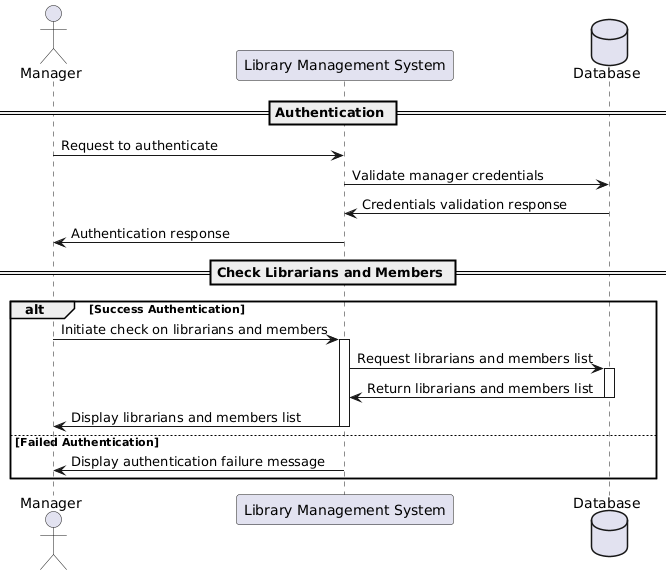 Manager
Library Management System
Database
Authentication
Request to authenticate
Validate manager credentials
Credentials validation response
Authentication response
Check Librarians and Members
alt [Success Authentication]
Initiate check on librarians and members
Request librarians and members list
Return librarians and members list
Display librarians and members list
[Failed Authentication]
Display authentication failure message
Manager
Library Management System
Database